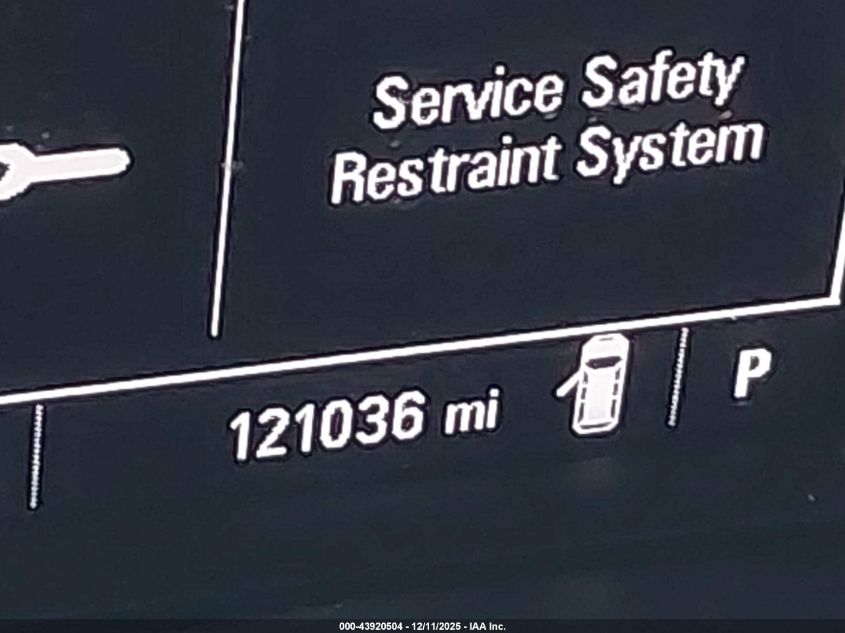 Service Safety
Restraint System
121036 mi
P
000-43920504 - 12/11/2025 - IAA Inc.